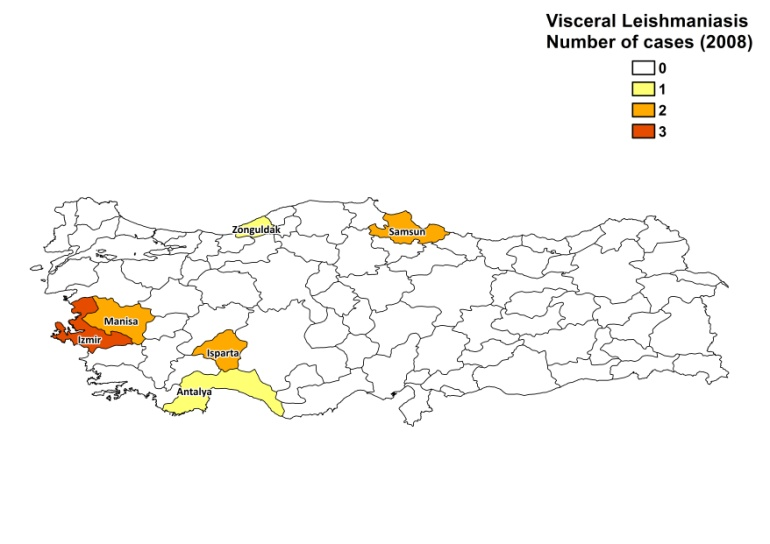 Visceral Leishmaniasis
Number of cases (2008)
0
1
2
3
Zonguldak
Samsun
Manisa
Izmir
Isparta
Antalya